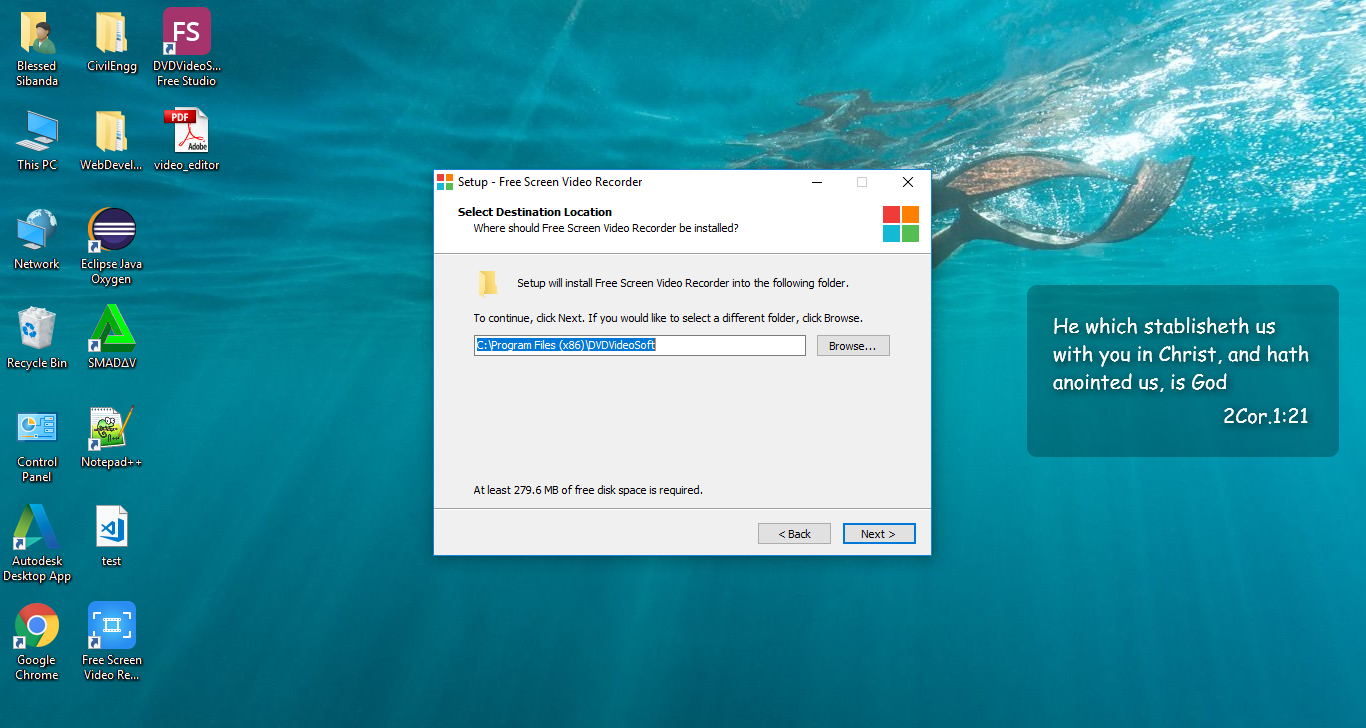 Blessed
Sibanda
CivilEngg
FS
DVDVideoS...
Free Studio
This PC
WebDevel...
PDF
Adobe
video_editor
Network
Eclipse Java
Oxygen
Recycle Bin
SMADΔV
Control
Panel
Notepad++
Autodesk
Desktop App
test
Google
Chrome
Free Screen
Video Re...
Setup - Free Screen Video Recorder
Select Destination Location
Where should Free Screen Video Recorder be installed?
Setup will install Free Screen Video Recorder into the following folder.
To continue, click Next. If you would like to select a different folder, click Browse.
C:\Program Files (x86)\DVDVideoSoft
Browse...
At least 279.6 MB of free disk space is required.
< Back
Next >
He which stablisheth us
with you in Christ, and hath
anointed us, is God
2Cor.1:21